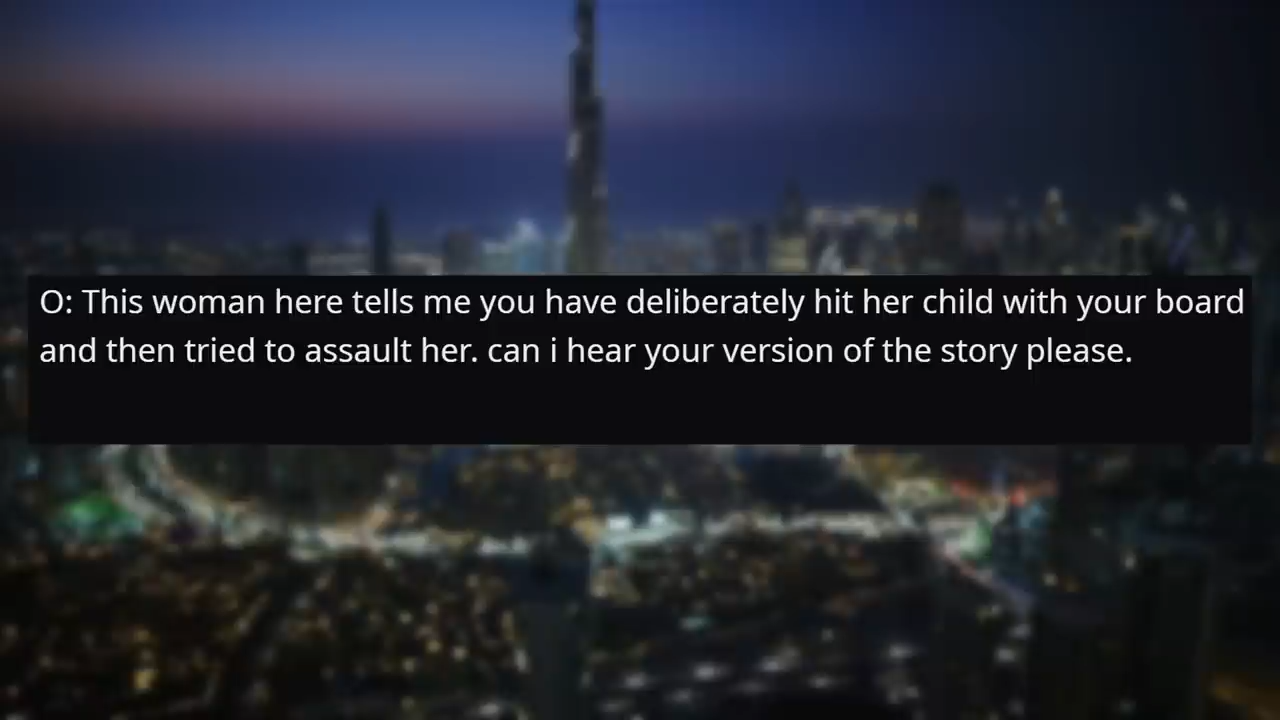 O: This woman here tells me you have deliberately hit her child with your board
and then tried to assault her. can i hear your version of the story please.